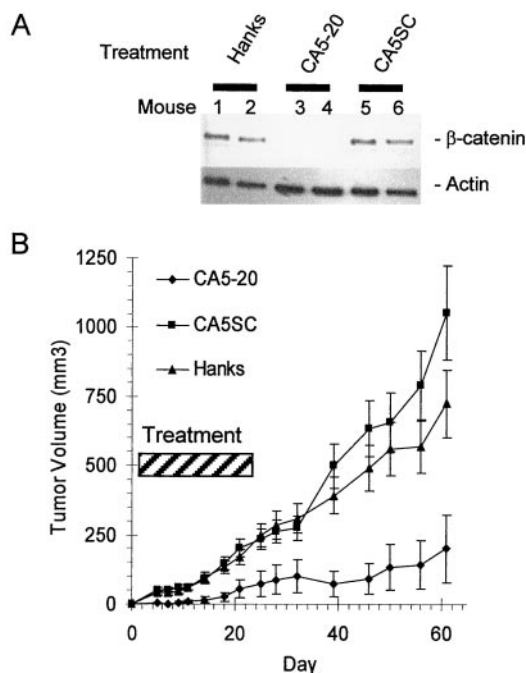 A
Treatment Hanks CA5-20 CA5SC
Mouse 1 2 3 4 5 6
- β-catenin
- Actin
B
1250
1000
750
500
250
0
Tumor Volume (mm3)
CA5-20
CA5SC
Hanks
Treatment
0 20 40 60
Day